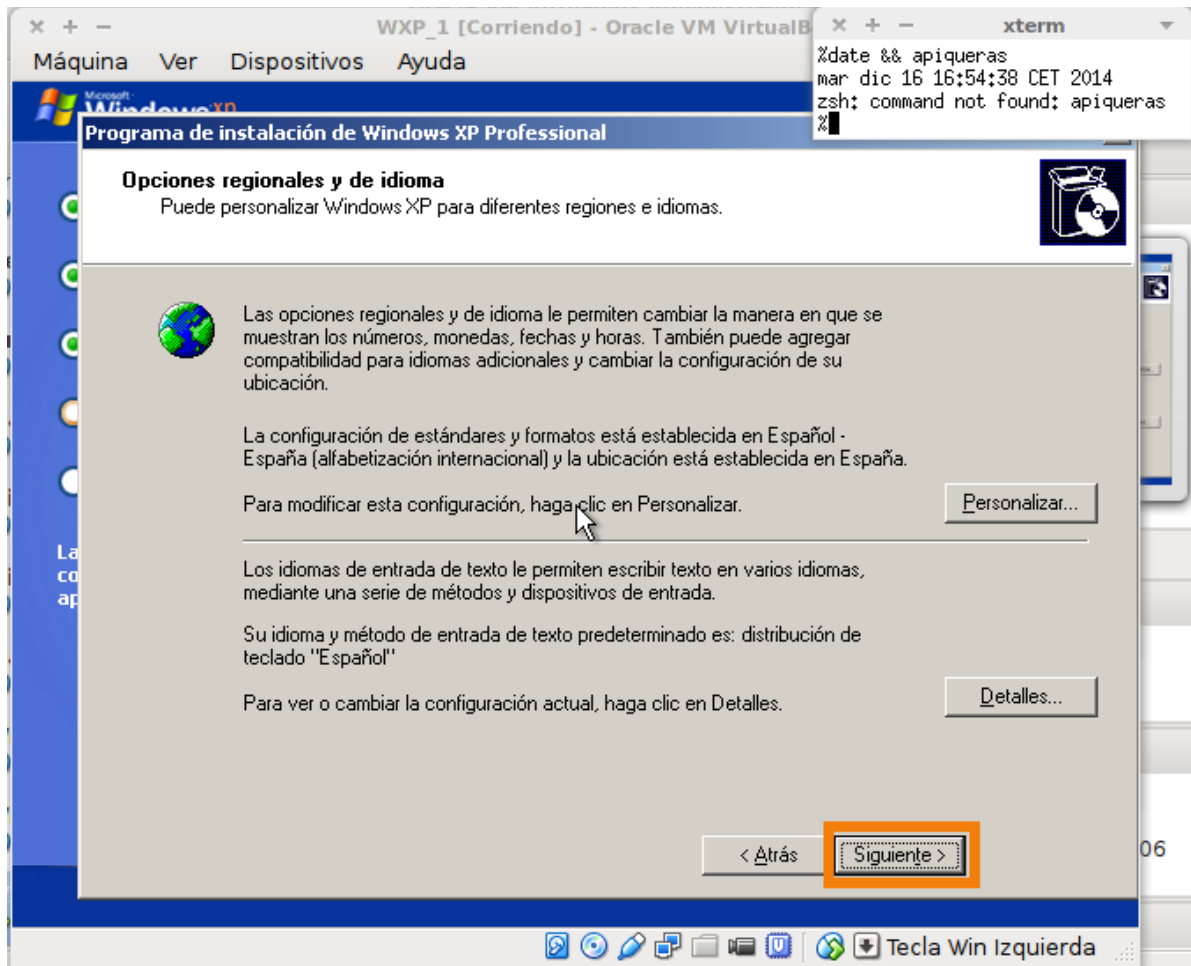 WXP_1 [Corriendo] - Oracle VM VirtualB
Máquina Ver Dispositivos Ayuda
xterm
%date && apiqueras
mar dic 16 16:54:38 CET 2014
zsh: command not found: apiqueras
%
Microsoft
Windows xp
Programa de instalación de Windows XP Professional
Opciones regionales y de idioma
Puede personalizar Windows XP para diferentes regiones e idiomas.
Las opciones regionales y de idioma le permiten cambiar la manera en que se
muestran los números, monedas, fechas y horas. También puede agregar
compatibilidad para idiomas adicionales y cambiar la configuración de su
ubicación.
La configuración de estándares y formatos está establecida en Español -
España (alfabetización internacional) y la ubicación está establecida en España.
Para modificar esta configuración, haga clic en Personalizar.
Personalizar...
La
co
ap
Los idiomas de entrada de texto le permiten escribir texto en varios idiomas,
mediante una serie de métodos y dispositivos de entrada.
Su idioma y método de entrada de texto predeterminado es: distribución de
teclado "Español"
Para ver o cambiar la configuración actual, haga clic en Detalles.
Detalles...
< Atrás
Siguiente >
06
Tecla Win Izquierda